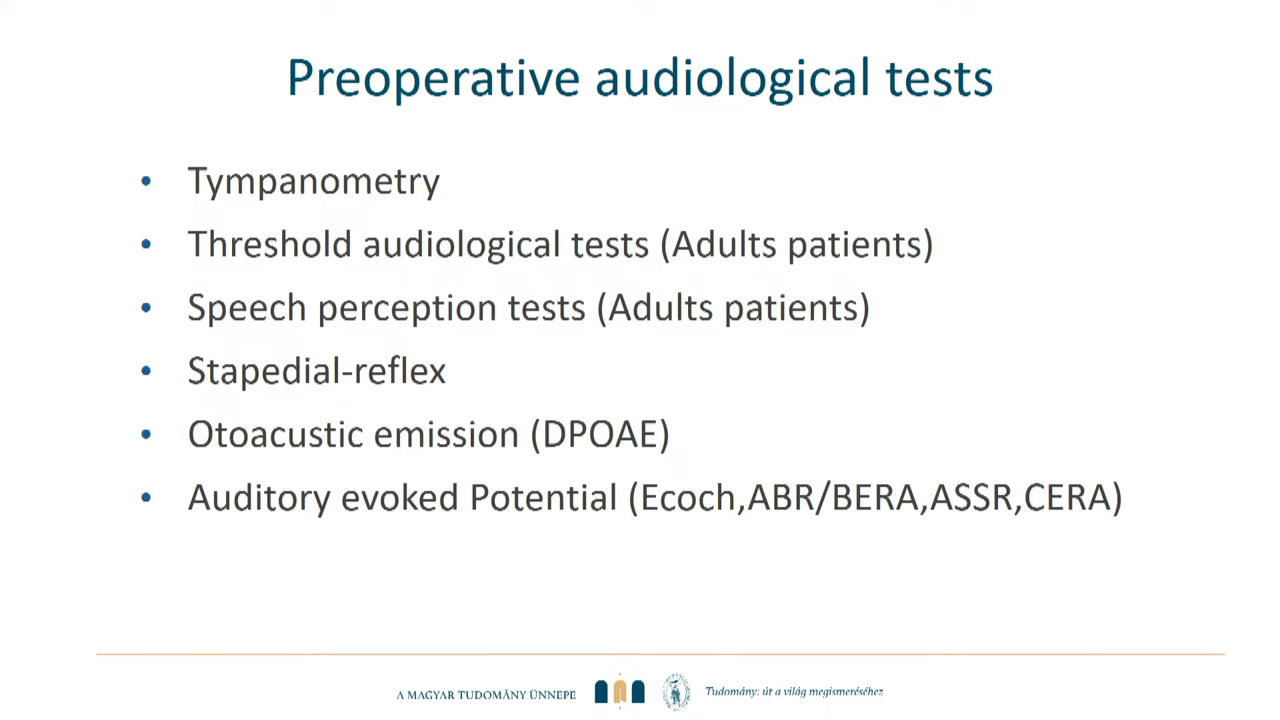 Preoperative audiological tests
• Tympanometry
• Threshold audiological tests (Adults patients)
• Speech perception tests (Adults patients)
• Stapedial-reflex
• Otoacustic emission (DPOAE)
• Auditory evoked Potential (Ecoch,ABR/BERA,ASSR,CERA)
A MAGYAR TUDOMÁNY ÜNNEPE
Tudomány: út a világ megismeréséhez